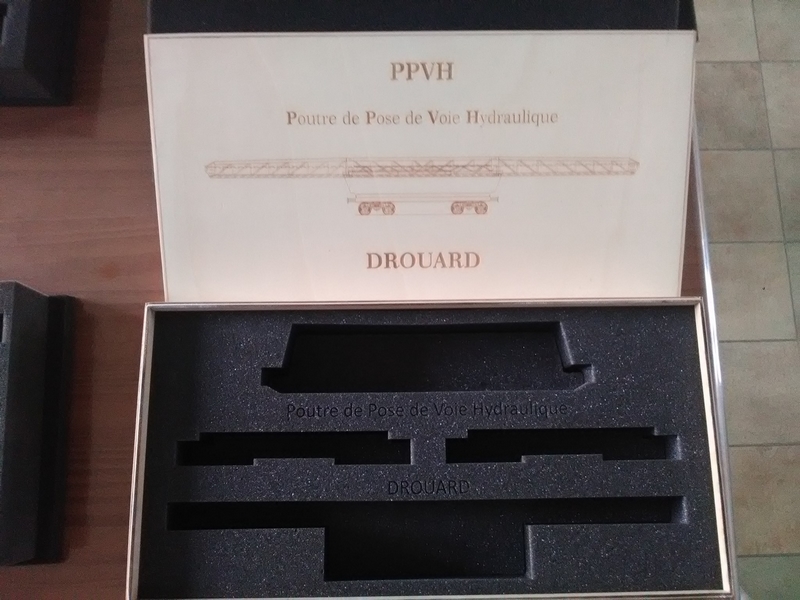 PPVH
Poutre de Pose de Voie Hydraulique
DROUARD
Poutre de Pose de Voie Hydraulique
DROUARD